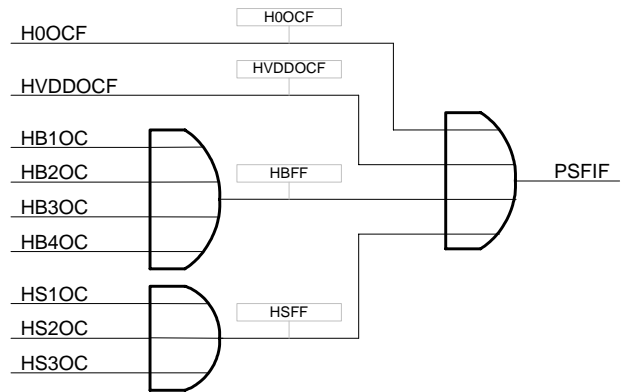 H0OCF
H0OCF
HVDDOCF
HVDDOCF
HB1OC
HB2OC
HBFF
PSFIF
HB3OC
HB4OC
HS1OC
HSFF
HS2OC
HS3OC